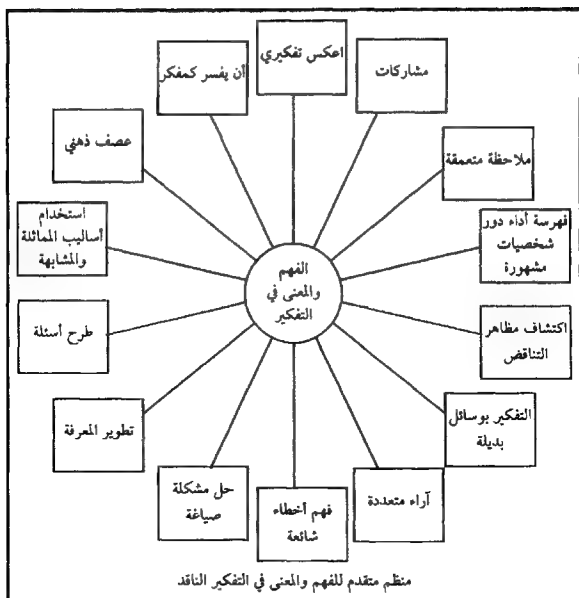 اعكس تفكيري
مشاركات
ملاحظة متعمقة
فهرسة أداء دور
شخصيات
مشهورة
اكتشاف مظاهر
التناقض
التفكير بوسائل
بديلة
آراء متعددة
فهم أخطاء
شائعة
حل مشكلة
صياغة
تطوير المعرفة
طرح أسئلة
استخدام
أساليب المماثلة
والمشابهة
عصف ذهني
أن يفسر كمفكر
الفهم
والمعنى في
التفكير
منظم متقدم للفهم والمعنى في التفكير الناقد